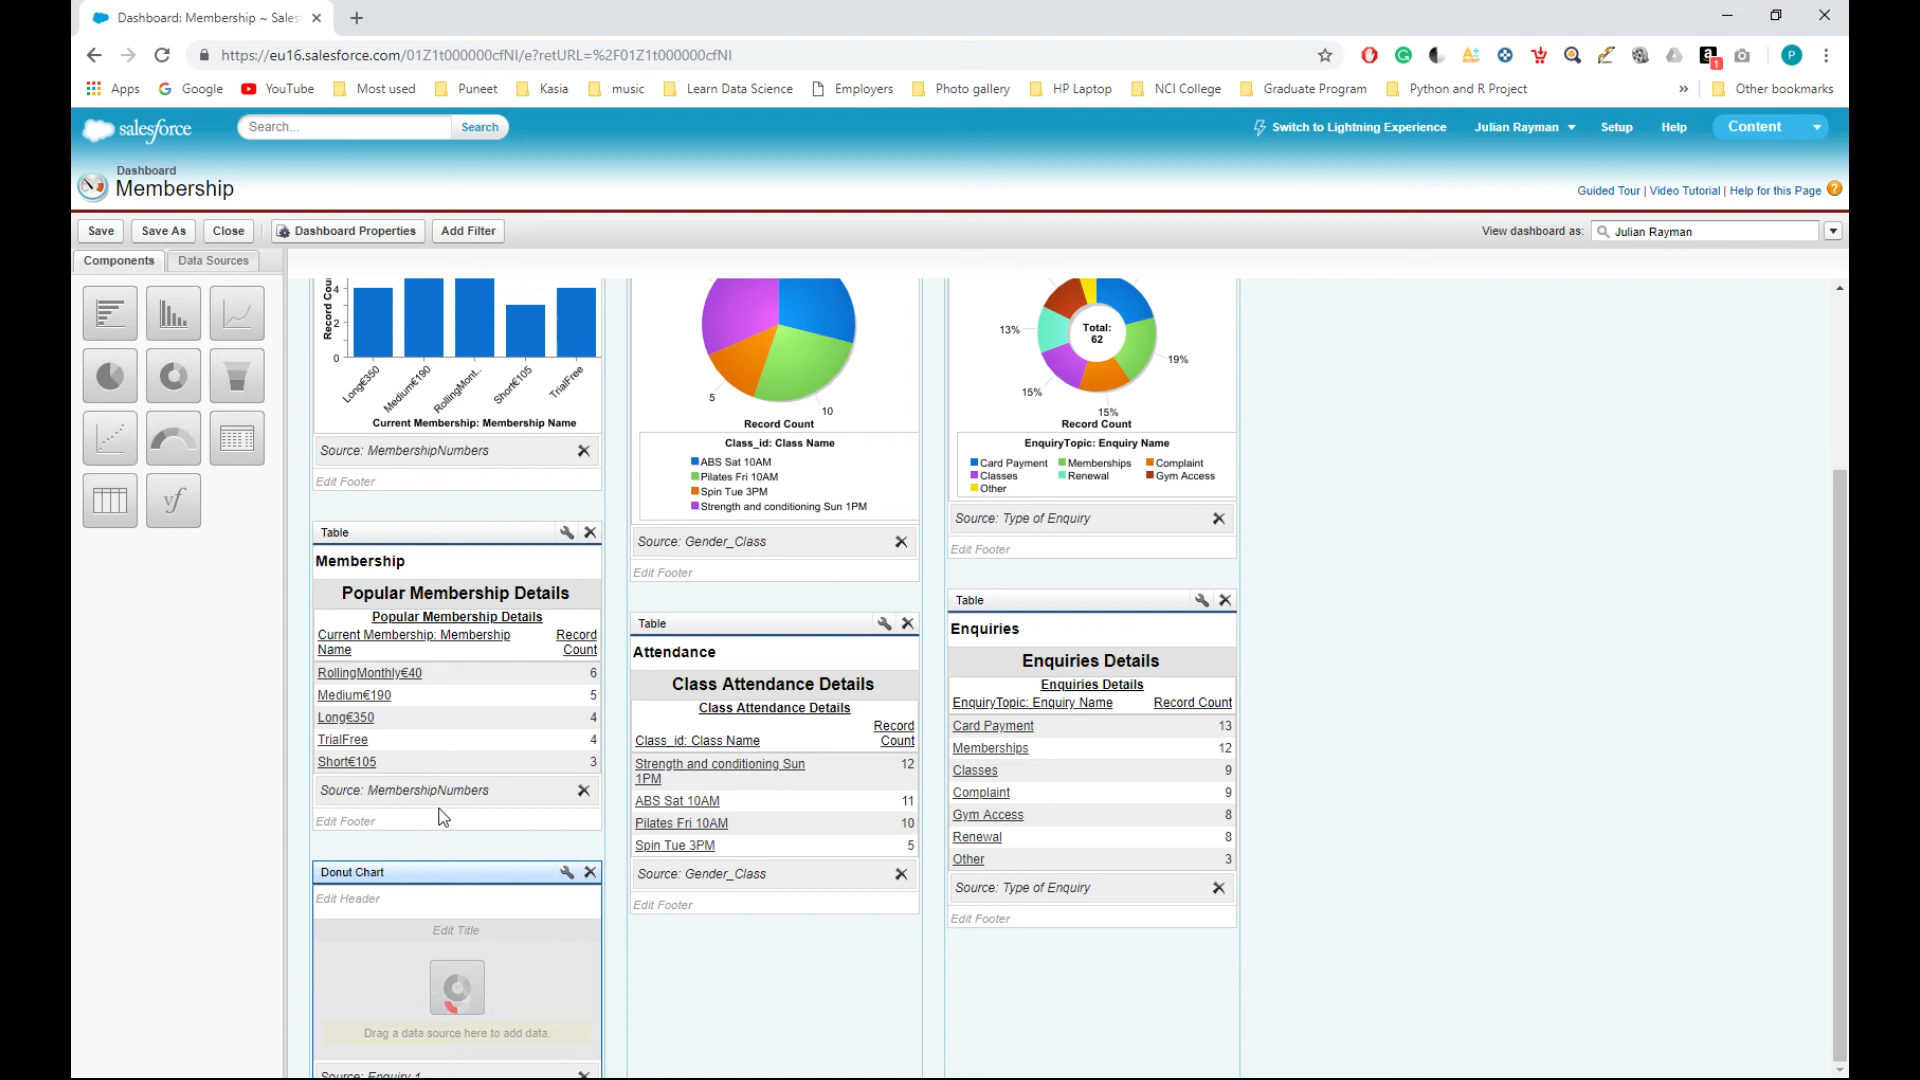 Dashboard: Membership ~ Sales
https://eu16.salesforce.com/01Z1t000000cfNI/e?retURL=%2F01Z1t000000cfNI
1
P
Apps Google YouTube Most used Puneet Kasia music Learn Data Science Employers Photo gallery HP Laptop NCI College Graduate Program Python and R Project » Other bookmarks
salesforce
Search...
Search
Switch to Lightning Experience Julian Rayman Setup Help Content
Dashboard
Membership
Guided Tour | Video Tutorial | Help for this Page ?
Save Save As Close Dashboard Properties Add Filter
View dashboard as: Julian Rayman
Components Data Sources
vf
Record Cou
4
2
0
Long€350
Medium€190
RollingMont..
Short€105
TrialFree
Current Membership: Membership Name
Source: MembershipNumbers
Edit Footer
Table
Membership
Popular Membership Details
Popular Membership Details
Current Membership: Membership Name Record Count
RollingMonthly€40 6
Medium€190 5
Long€350 4
TrialFree 4
Short€105 3
Source: MembershipNumbers
Edit Footer
Donut Chart
Edit Header
Edit Title
Drag a data source here to add data.
Source: Enquiry 1
5
10
Record Count
Class_id: Class Name
ABS Sat 10AM
Pilates Fri 10AM
Spin Tue 3PM
Strength and conditioning Sun 1PM
Source: Gender_Class
Edit Footer
Table
Attendance
Class Attendance Details
Class Attendance Details
Class_id: Class Name Record Count
Strength and conditioning Sun 1PM 12
ABS Sat 10AM 11
Pilates Fri 10AM 10
Spin Tue 3PM 5
Source: Gender_Class
Edit Footer
Total:
62
13%
19%
15%
15%
Record Count
EnquiryTopic: Enquiry Name
Card Payment Memberships Complaint
Classes Renewal Gym Access
Other
Source: Type of Enquiry
Edit Footer
Table
Enquiries
Enquiries Details
Enquiries Details
EnquiryTopic: Enquiry Name Record Count
Card Payment 13
Memberships 12
Classes 9
Complaint 9
Gym Access 8
Renewal 8
Other 3
Source: Type of Enquiry
Edit Footer